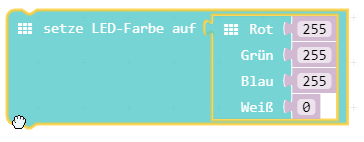 setze LED-Farbe auf Rot 255
Grün 255
Blau 255
Weiß 0